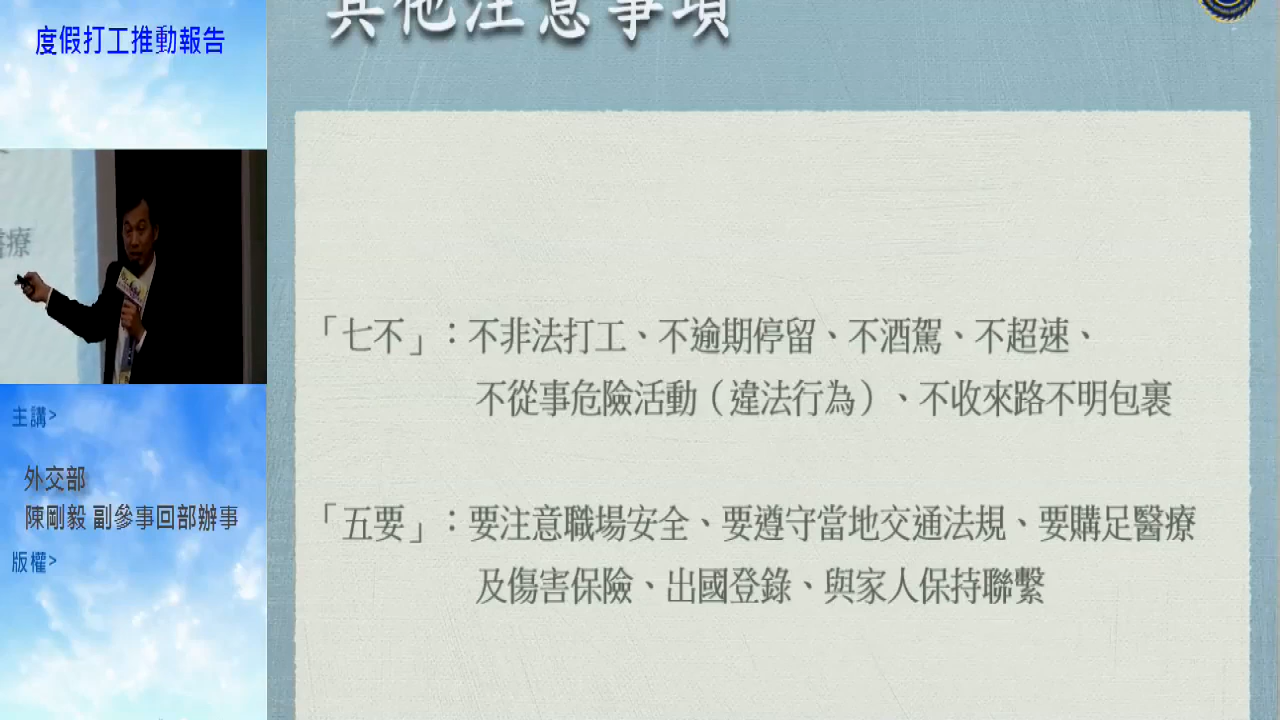 度假打工推動報告
其他注意事項
醫療
「七不」：不非法打工、不逾期停留、不酒駕、不超速、
不從事危險活動（違法行為）、不收來路不明包裹
「五要」：要注意職場安全、要遵守當地交通法規、要購足醫療
及傷害保險、出國登錄、與家人保持聯繫
主講>
外交部
陳剛毅 副參事回部辦事
版權>